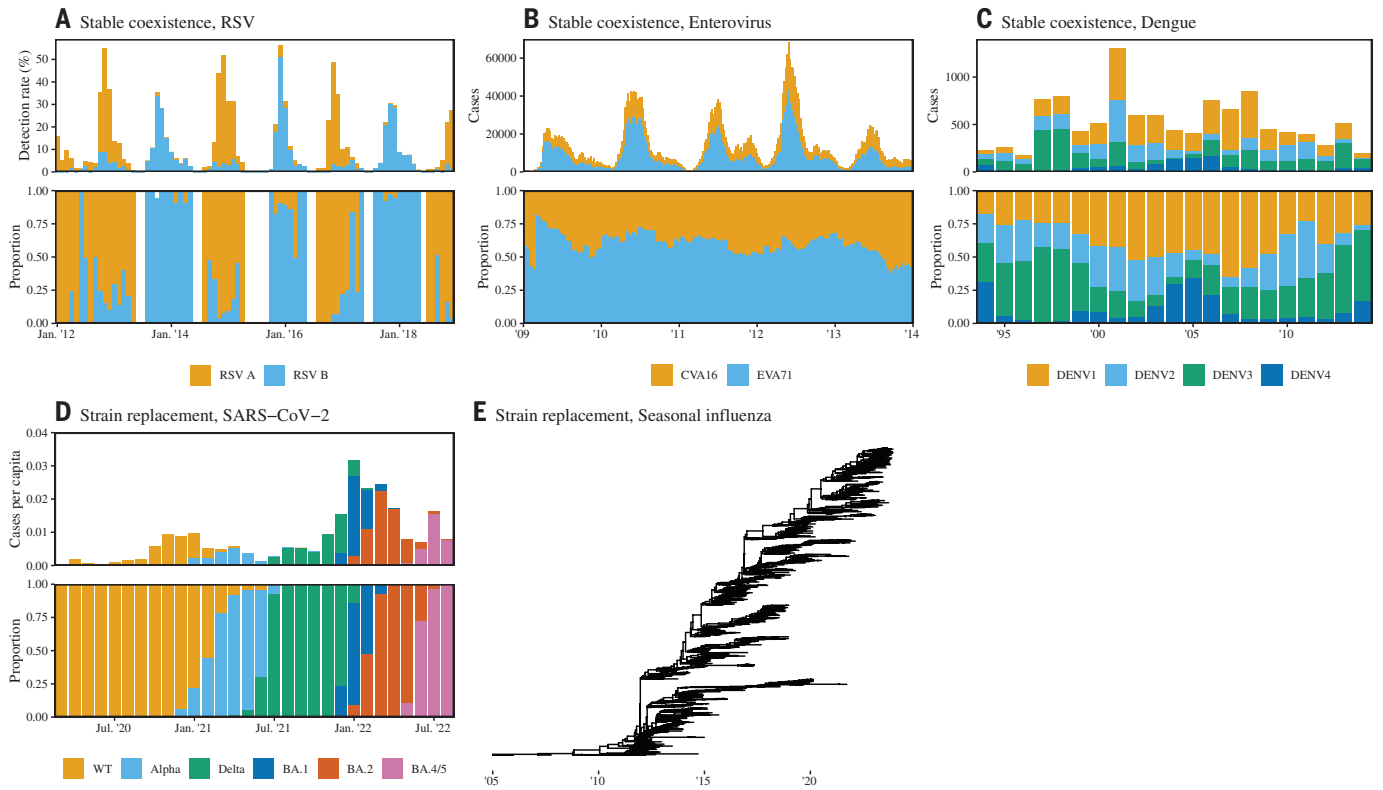 A Stable coexistence, RSV
Detection rate (%)
50
40
30
20
10
0
Proportion
1.00
0.75
0.50
0.25
0.00
Jan. '12 Jan. '14 Jan. '16 Jan. '18
RSV A RSV B
B Stable coexistence, Enterovirus
Cases
60000
40000
20000
0
Proportion
1.00
0.75
0.50
0.25
0.00
'09 '10 '11 '12 '13 '14
CVA16 EVA71
C Stable coexistence, Dengue
Cases
1000
500
0
Proportion
1.00
0.75
0.50
0.25
0.00
'95 '00 '05 '10
DENV1 DENV2 DENV3 DENV4
D Strain replacement, SARS−CoV−2
Cases per capita
0.04
0.03
0.02
0.01
0.00
Proportion
1.00
0.75
0.50
0.25
0.00
Jul. '20 Jan. '21 Jul. '21 Jan. '22 Jul. '22
WT Alpha Delta BA.1 BA.2 BA.4/5
E Strain replacement, Seasonal influenza
'05 '10 '15 '20